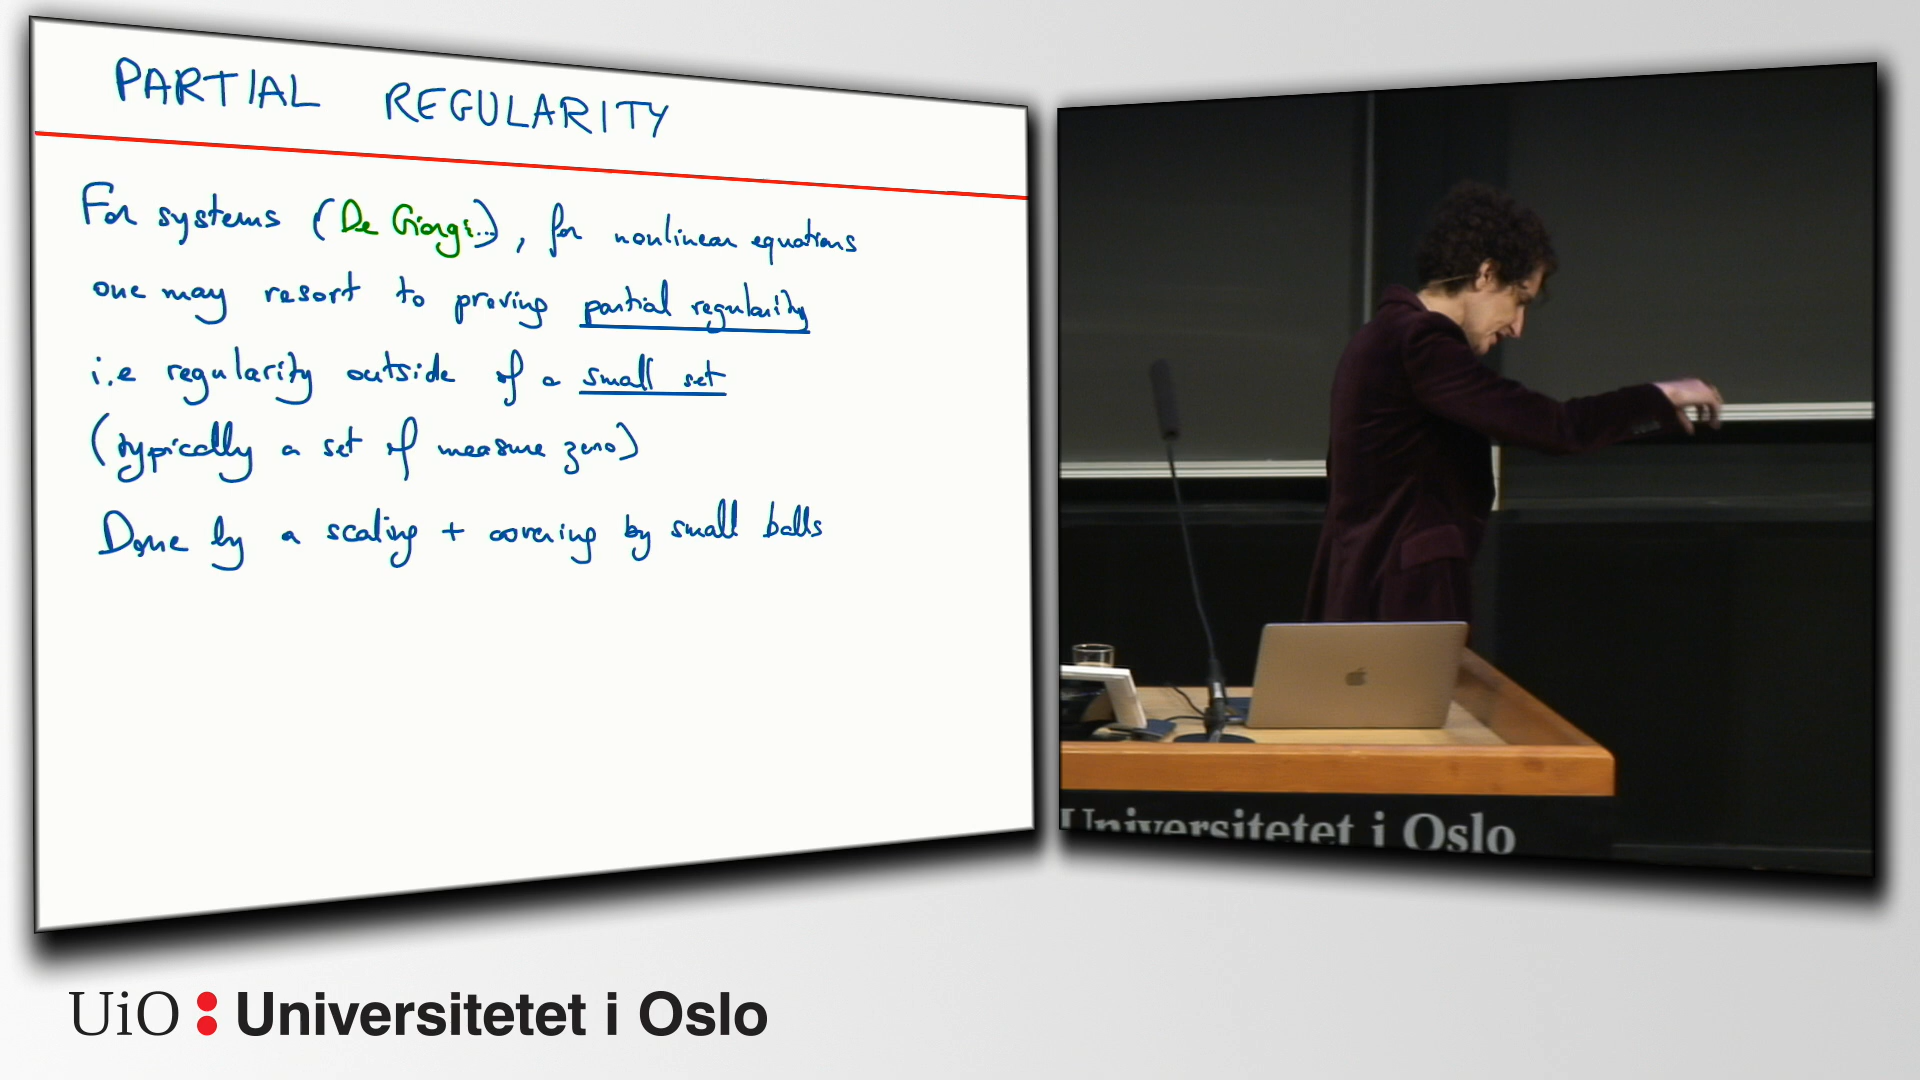 PARTIAL REGULARITY
For systems (De Giorgi..), for nonlinear equations
one may resort to proving partial regularity
i.e regularity outside of a small set
(typically a set of measure zero)
Done by a scaling + covering by small balls
Universitetet i Oslo
UiO : Universitetet i Oslo